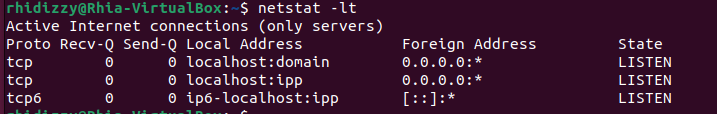 rhidizzy@Rhia-VirtualBox:~$ netstat -lt
Active Internet connections (only servers)
Proto Recv-Q Send-Q Local Address           Foreign Address         State
tcp        0      0 localhost:domain        0.0.0.0:*               LISTEN
tcp        0      0 localhost:ipp           0.0.0.0:*               LISTEN
tcp6       0      0 ip6-localhost:ipp       [::]:*                  LISTEN
rhidizzy@Rhia-VirtualBox:~$